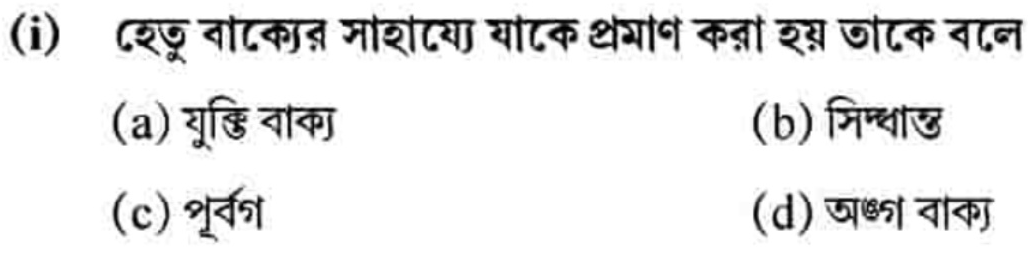 (i) হেতু বাক্যের সাহায্যে যাকে প্রমাণ করা হয় তাকে বলে
(a) যুক্তি বাক্য (b) সিদ্ধান্ত
(c) পূর্বগ (d) অঙ্গ বাক্য